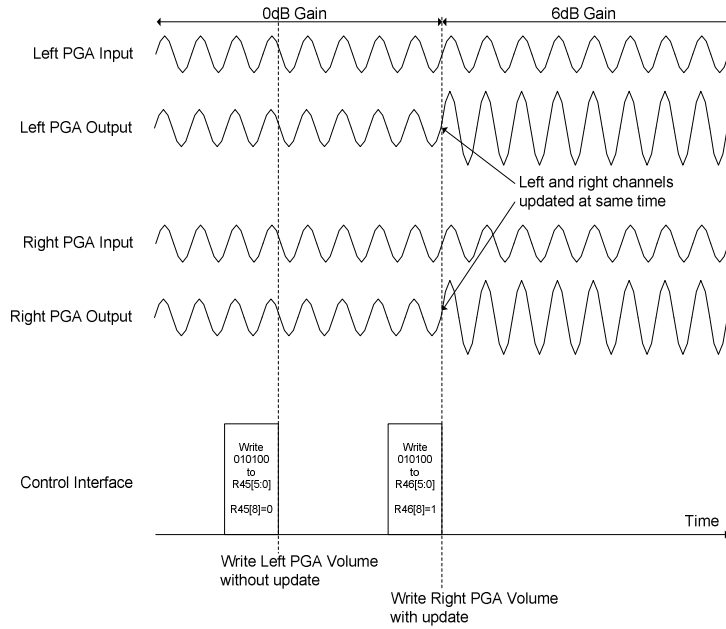 0dB Gain
6dB Gain
Left PGA Input
Left PGA Output
Left and right channels
updated at same time
Right PGA Input
Right PGA Output
Control Interface
Write
010100
to
R45[5:0]
R45[8]=0
Write
010100
to
R46[5:0]
R46[8]=1
Time
Write Left PGA Volume
without update
Write Right PGA Volume
with update